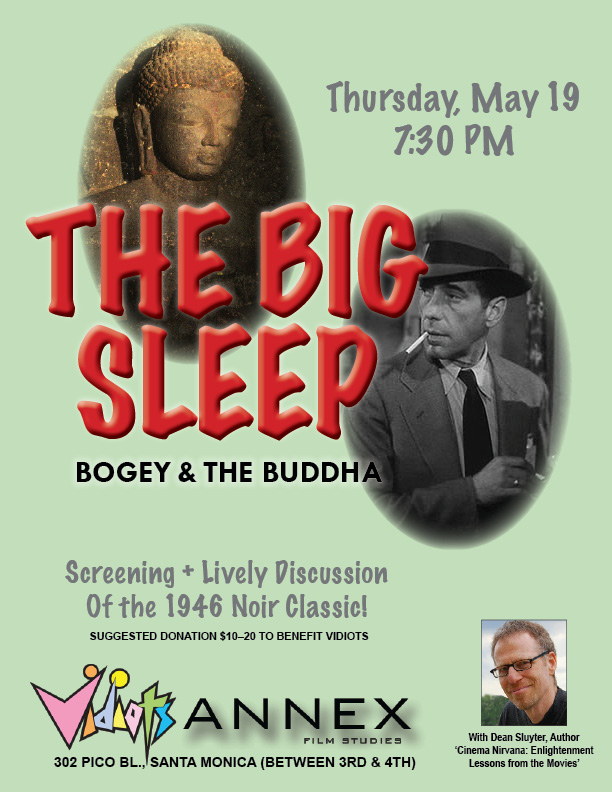 Thursday, May 19
7:30 PM
THE BIG
SLEEP
BOGEY & THE BUDDHA
Screening + Lively Discussion
Of the 1946 Noir Classic!
SUGGESTED DONATION $10–20 TO BENEFIT VIDIOTS
Vidiots ANNEX
FILM STUDIES
302 PICO BL., SANTA MONICA (BETWEEN 3RD & 4TH)
With Dean Sluyter, Author
‘Cinema Nirvana: Enlightenment
Lessons from the Movies’